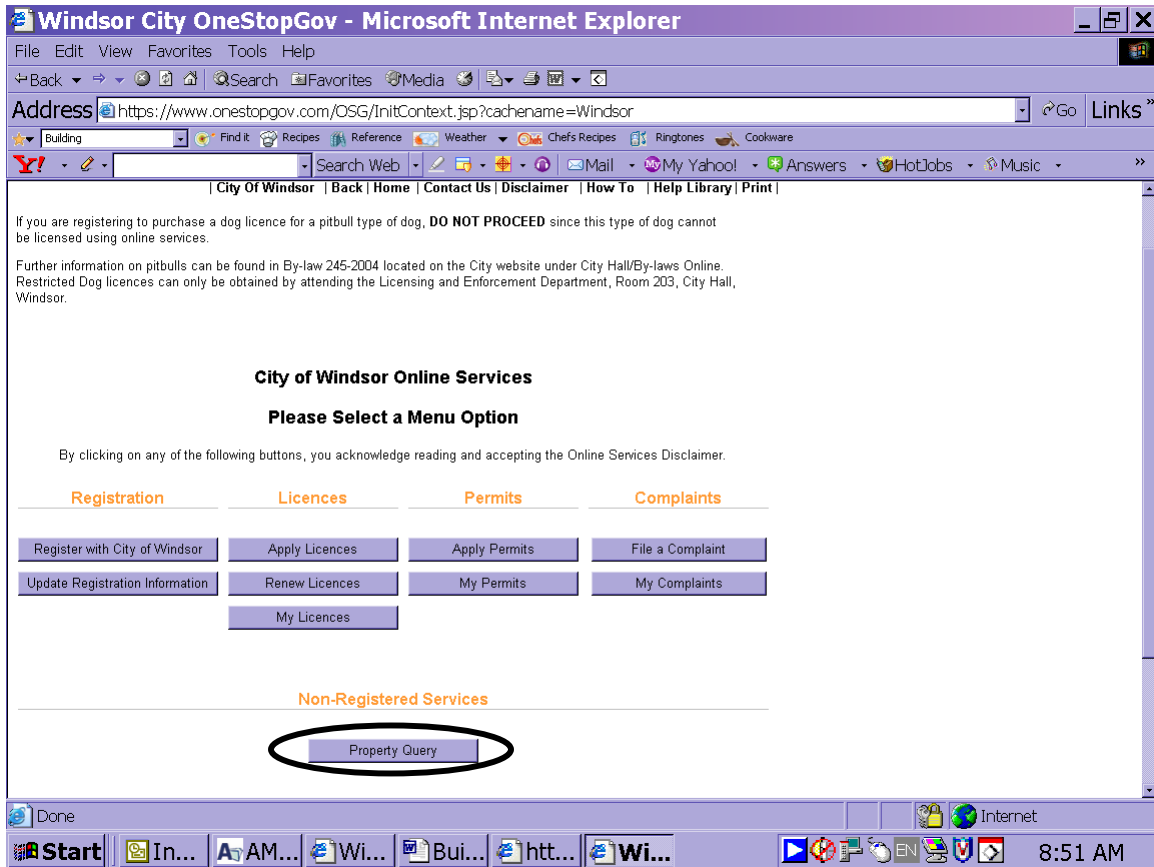 Windsor City OneStopGov - Microsoft Internet Explorer
File Edit View Favorites Tools Help
Back Search Favorites Media
Address https://www.onestopgov.com/OSG/InitContext.jsp?cachename=Windsor Go Links »
Building Find it Recipes Reference Weather Chefs Recipes Ringtones Cookware
Y! Search Web Mail My Yahoo! Answers HotJobs Music »
| City Of Windsor | Back | Home | Contact Us | Disclaimer | How To | Help Library | Print |
If you are registering to purchase a dog licence for a pitbull type of dog, DO NOT PROCEED since this type of dog cannot
be licensed using online services.
Further information on pitbulls can be found in By-law 245-2004 located on the City website under City Hall/By-laws Online.
Restricted Dog licences can only be obtained by attending the Licensing and Enforcement Department, Room 203, City Hall,
Windsor.
City of Windsor Online Services
Please Select a Menu Option
By clicking on any of the following buttons, you acknowledge reading and accepting the Online Services Disclaimer.
Registration Licences Permits Complaints
Register with City of Windsor Apply Licences Apply Permits File a Complaint
Update Registration Information Renew Licences My Permits My Complaints
My Licences
Non-Registered Services
Property Query
Done Internet
Start In... AM... Wi... Bui... htt... Wi... EN 8:51 AM